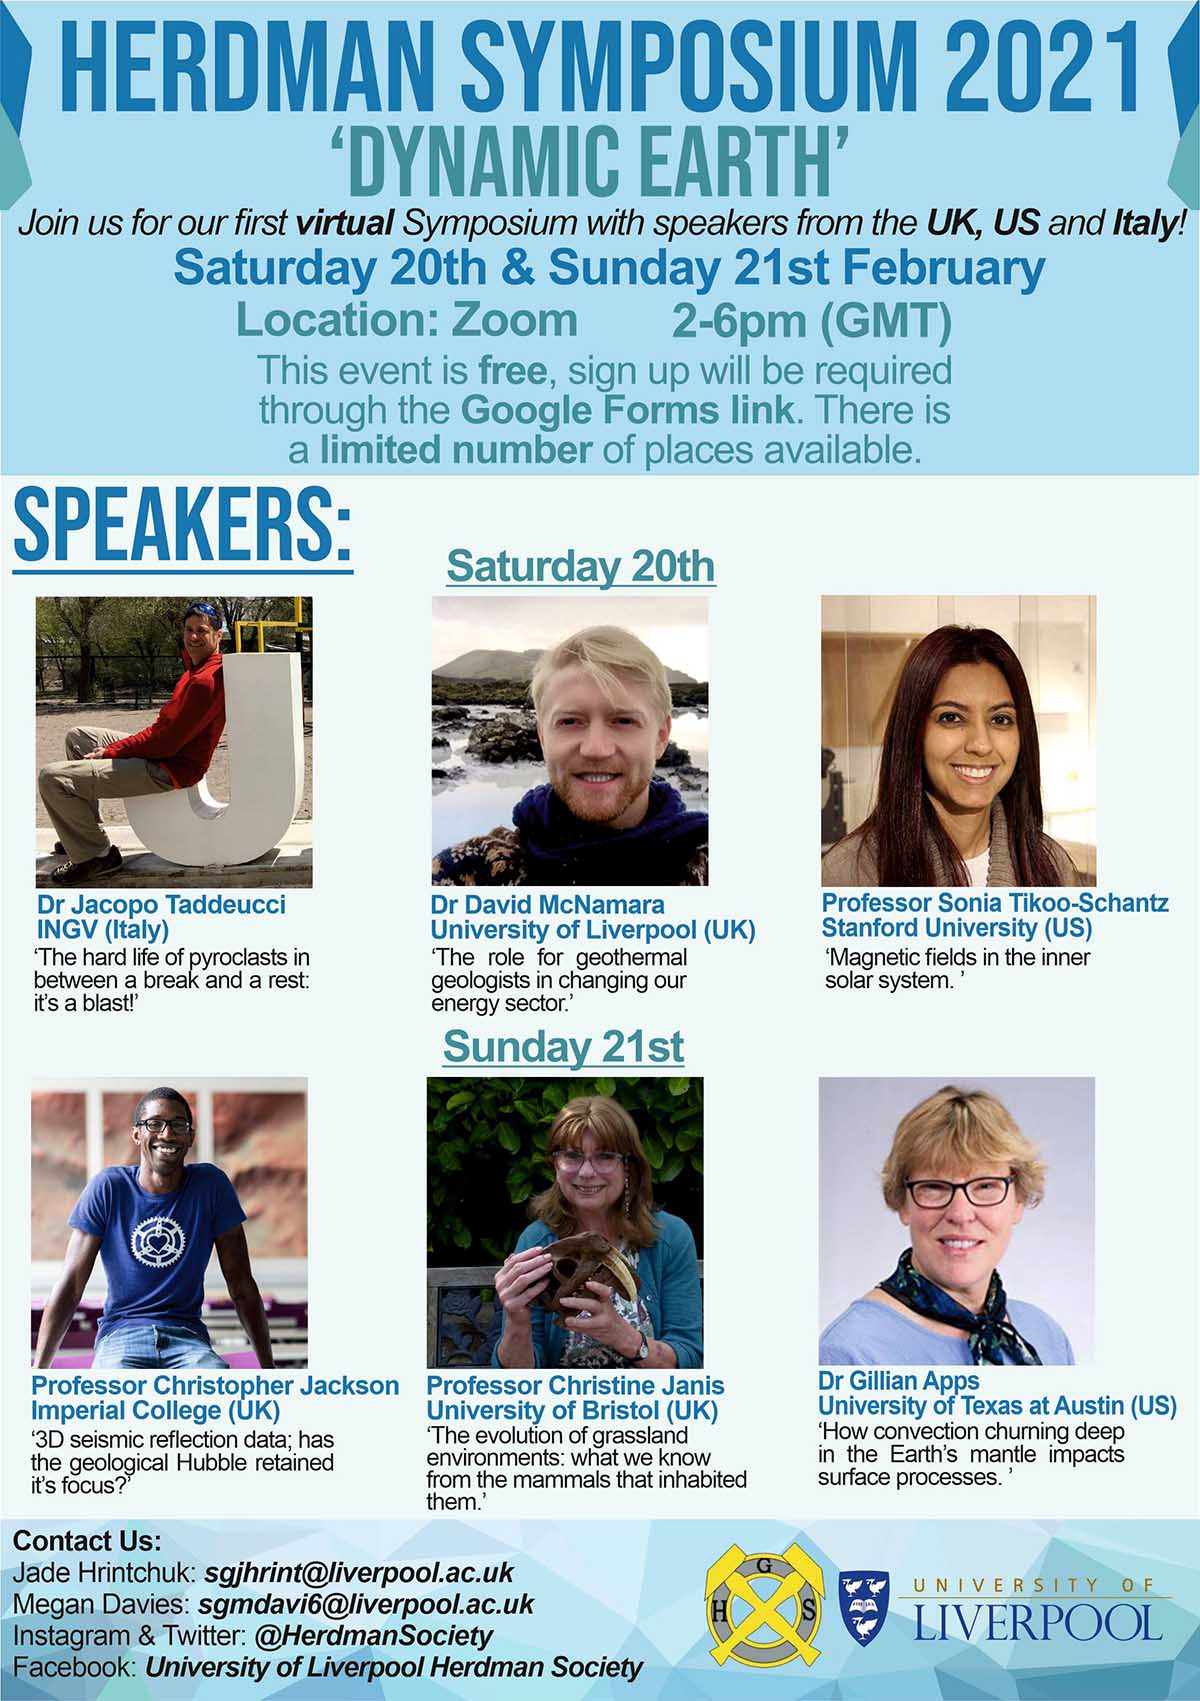 HERDMAN SYMPOSIUM 2021
‘DYNAMIC EARTH’
Join us for our first virtual Symposium with speakers from the UK, US and Italy!
Saturday 20th & Sunday 21st February
Location: Zoom 2-6pm (GMT)
This event is free, sign up will be required
through the Google Forms link. There is
a limited number of places available.
SPEAKERS:
Saturday 20th
Dr Jacopo Taddeucci
INGV (Italy)
‘The hard life of pyroclasts in
between a break and a rest:
it’s a blast!’
Dr David McNamara
University of Liverpool (UK)
‘The role for geothermal
geologists in changing our
energy sector.’
Professor Sonia Tikoo-Schantz
Stanford University (US)
‘Magnetic fields in the inner
solar system. ’
Sunday 21st
Professor Christopher Jackson
Imperial College (UK)
‘3D seismic reflection data; has
the geological Hubble retained
it’s focus?’
Professor Christine Janis
University of Bristol (UK)
‘The evolution of grassland
environments: what we know
from the mammals that inhabited
them.’
Dr Gillian Apps
University of Texas at Austin (US)
‘How convection churning deep
in the Earth’s mantle impacts
surface processes. ’
Contact Us:
Jade Hrintchuk: sgjhrint@liverpool.ac.uk
Megan Davies: sgmdavi6@liverpool.ac.uk
Instagram & Twitter: @HerdmanSociety
Facebook: University of Liverpool Herdman Society
G
H S
UNIVERSITY OF
LIVERPOOL